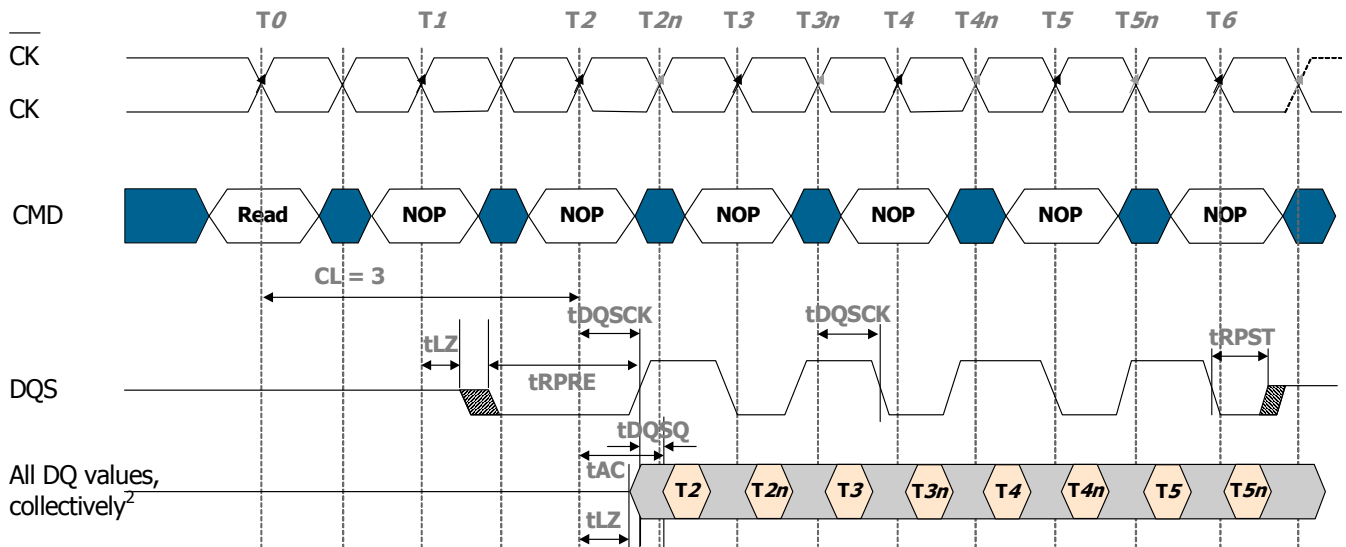 T0 T1 T2 T2n T3 T3n T4 T4n T5 T5n T6
CK
CK
CMD
Read NOP NOP NOP NOP NOP NOP
CL = 3
tDQSCK tDQSCK
tLZ tRPST
tRPRE
DQS
tDQSQ
tAC
All DQ values,
collectively2
T2 T2n T3 T3n T4 T4n T5 T5n
tLZ